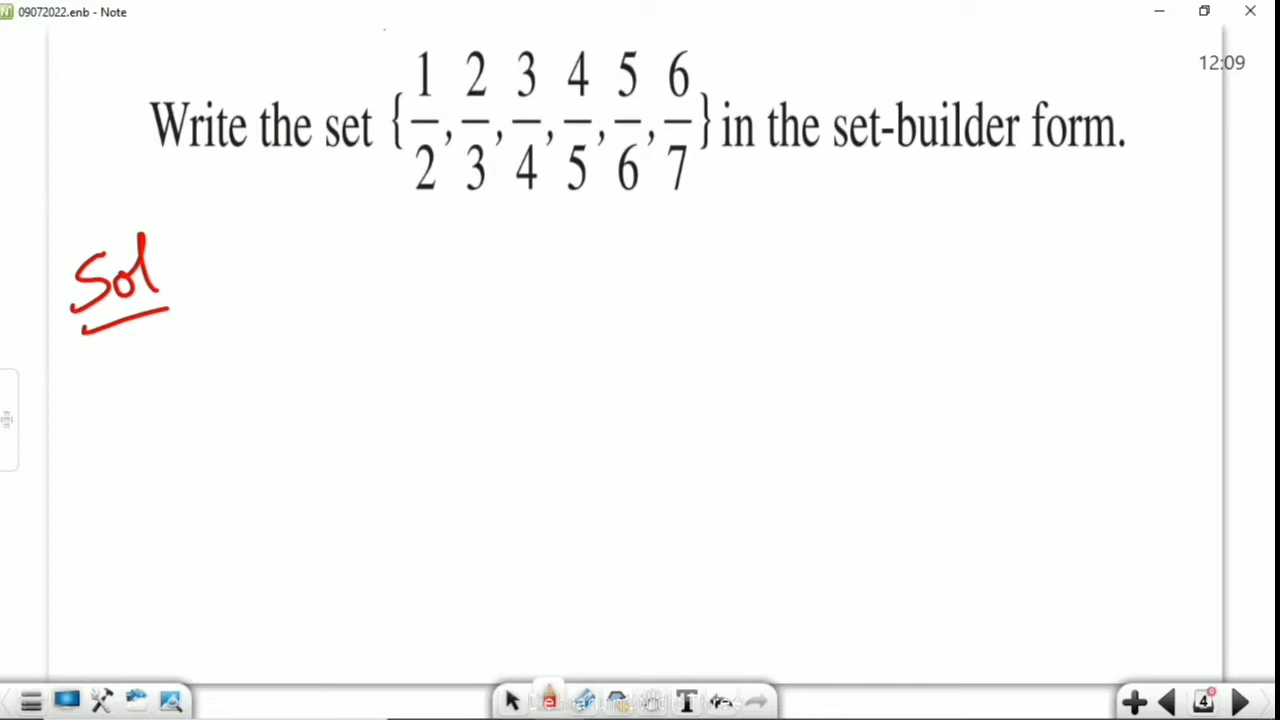 09072022.enb - Note
12:09
Write the set {1/2, 2/3, 3/4, 4/5, 5/6, 6/7} in the set-builder form.
Sol
4